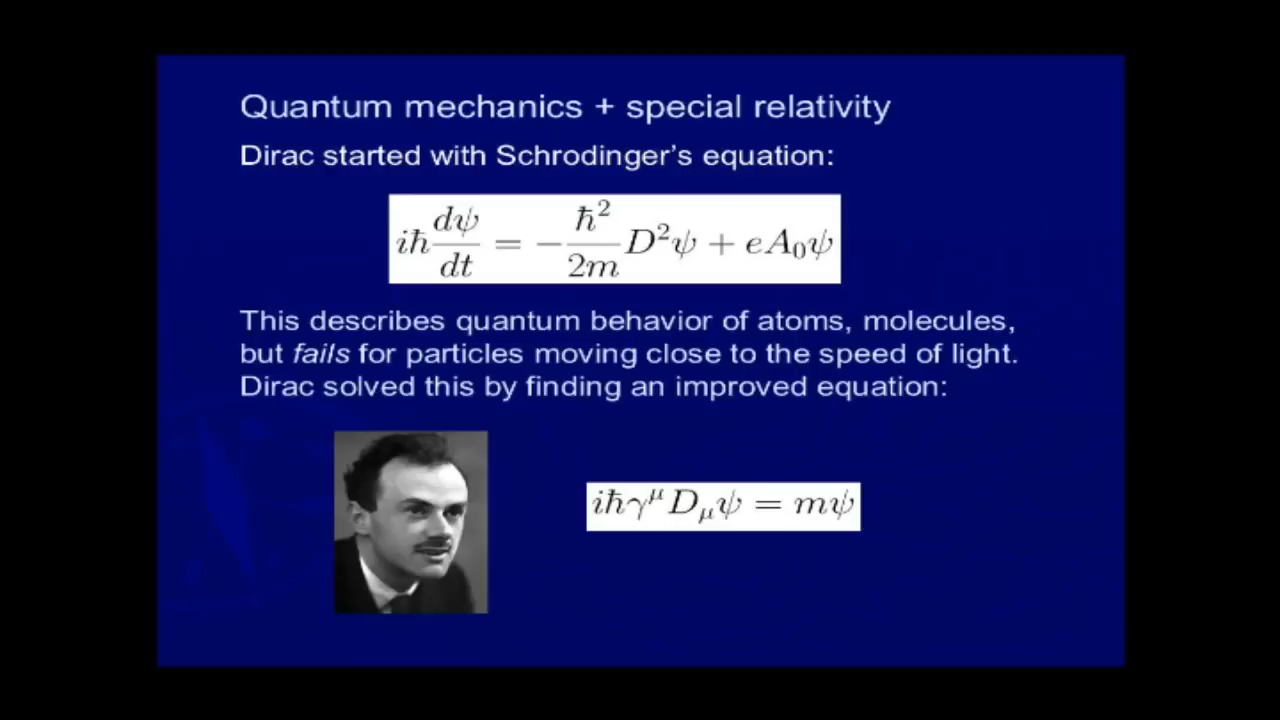 Quantum mechanics + special relativity
Dirac started with Schrodinger's equation:
iħ dψ/dt = − ħ²/2m D²ψ + eA₀ψ
This describes quantum behavior of atoms, molecules,
but fails for particles moving close to the speed of light.
Dirac solved this by finding an improved equation:
iħγ^μ D_μ ψ = mψ